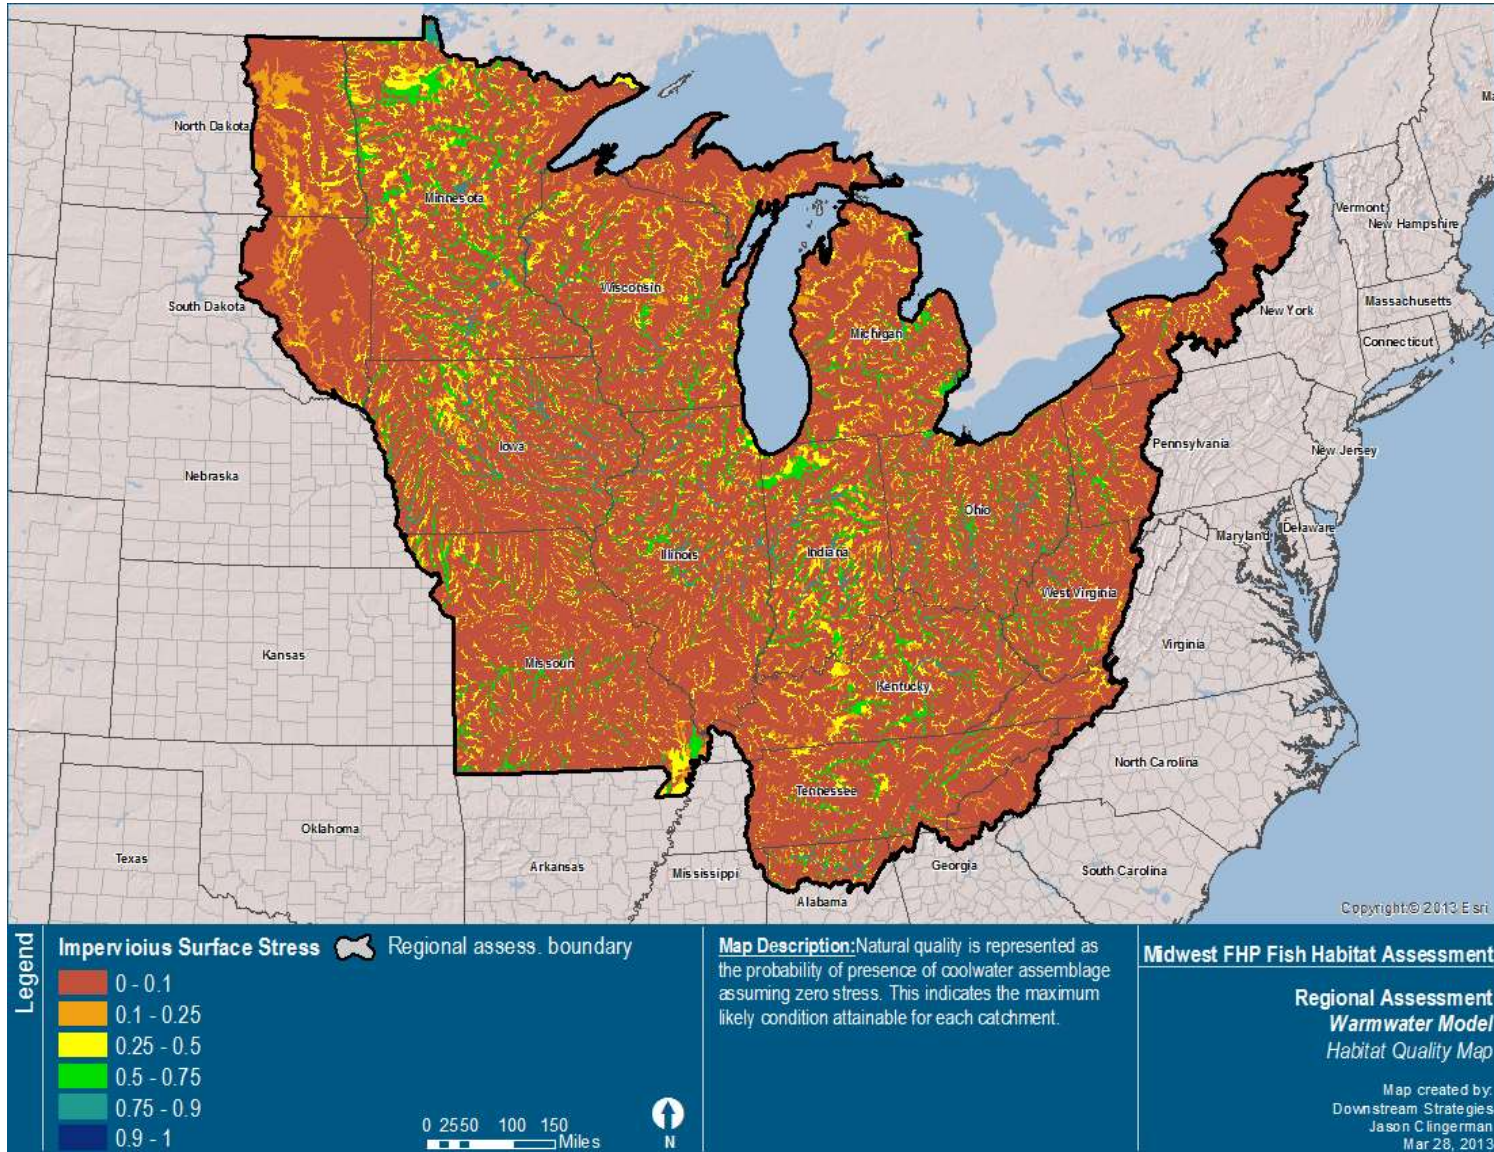 Ma
North Dakota
Minnesota
Vermont
New Hampshire
Wisconsin
South Dakota
Michigan
New York
Massachusetts
Connecticut
Iowa
Pennsylvania
New Jersey
Nebraska
Ohio
Delaware
Maryland
Illinois
Indiana
West Virginia
Virginia
Kansas
Missouri
Kentucky
North Carolina
Tennessee
Oklahoma
Texas
Arkansas
Mississippi
Georgia
South Carolina
Alabama
Copyright:© 2013 Esri
Legend
Impervioius Surface Stress
Regional assess. boundary
0 - 0.1
0.1 - 0.25
0.25 - 0.5
0.5 - 0.75
0.75 - 0.9
0.9 - 1
0 25 50 100 150
Miles
N
Map Description:Natural quality is represented as
the probability of presence of coolwater assemblage
assuming zero stress. This indicates the maximum
likely condition attainable for each catchment.
Midwest FHP Fish Habitat Assessment
Regional Assessment
Warmwater Model
Habitat Quality Map
Map created by:
Downstream Strategies
Jason Clingerman
Mar 28, 2013